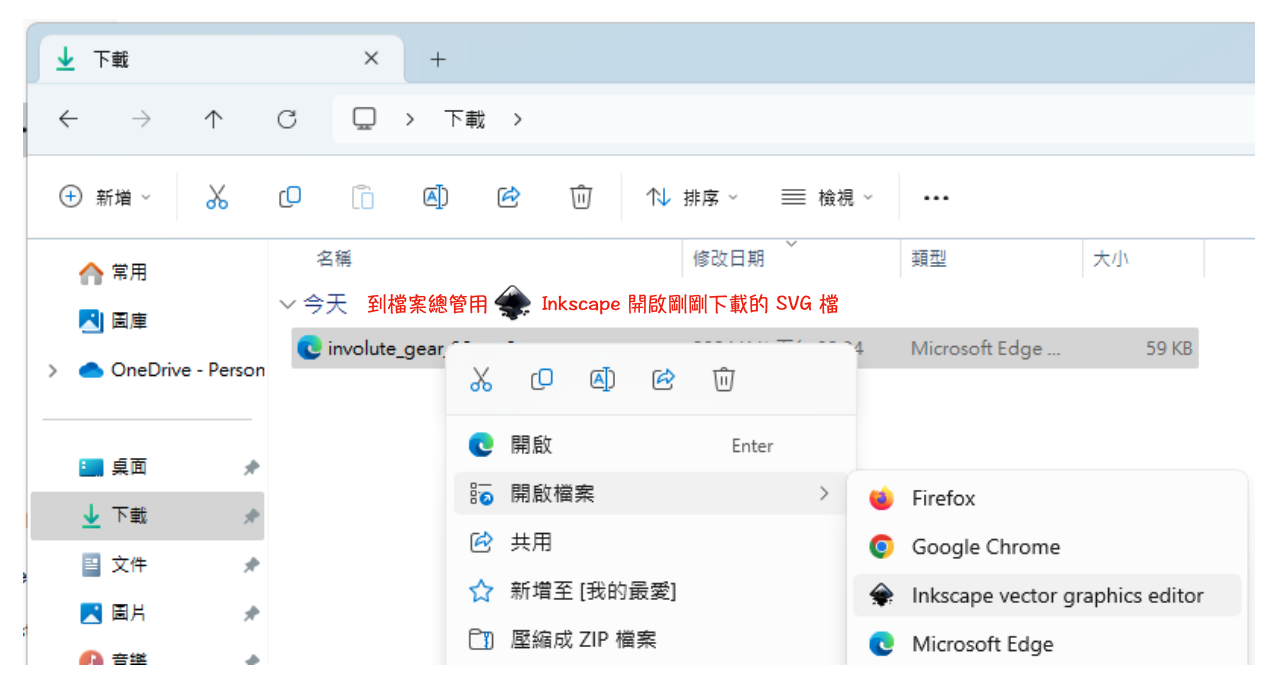 下載
下載
新增
排序
檢視
名稱
修改日期
類型
大小
常用
圖庫
OneDrive - Person
今天
到檔案總管用 Inkscape 開啟剛剛下載的 SVG 檔
involute_gear_
Microsoft Edge ...
59 KB
開啟 Enter
開啟檔案
共用
新增至 [我的最愛]
壓縮成 ZIP 檔案
Firefox
Google Chrome
Inkscape vector graphics editor
Microsoft Edge
桌面
下載
文件
圖片
音樂